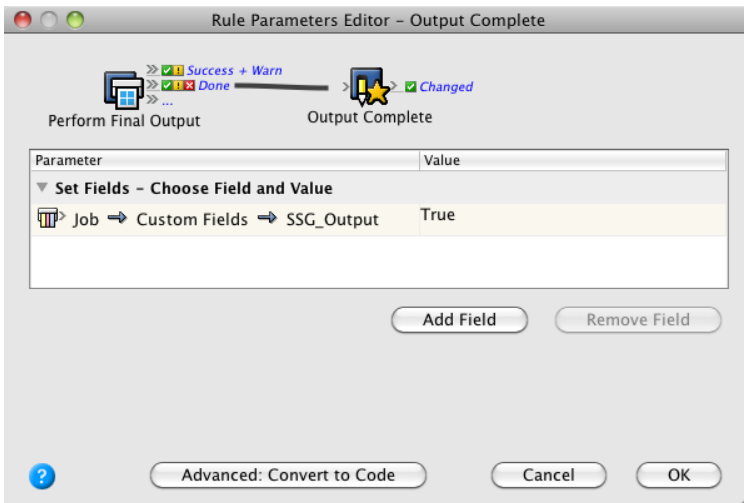 Rule Parameters Editor – Output Complete
Success + Warn
Done
...
Changed
Perform Final Output
Output Complete
Parameter Value
Set Fields – Choose Field and Value
Job Custom Fields SSG_Output True
Add Field Remove Field
? Advanced: Convert to Code Cancel OK